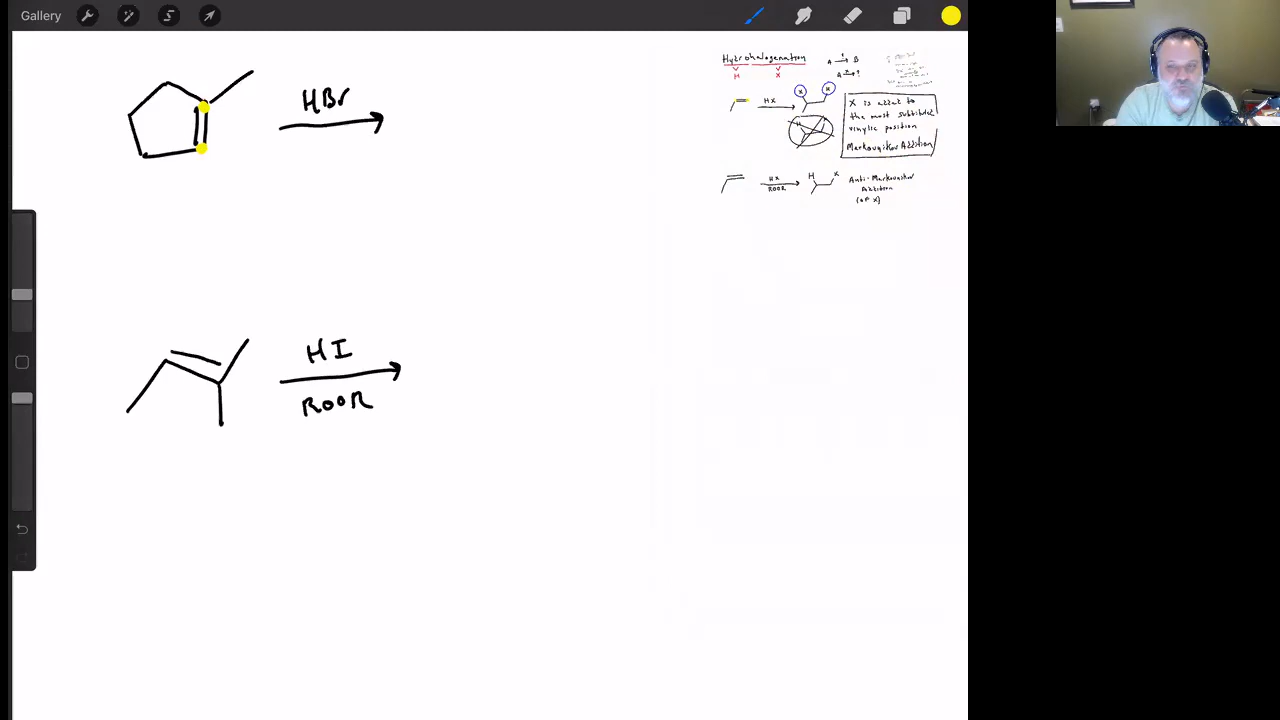 Gallery
HBr
HI
ROOR
Hydrohalogenation
H X
A → B
A → ?
HX
X X
X is added to
the most substituted
vinylic position
Markovnikov Addition
HX
ROOR
H X
Anti-Markovnikov
Addition
(of X)